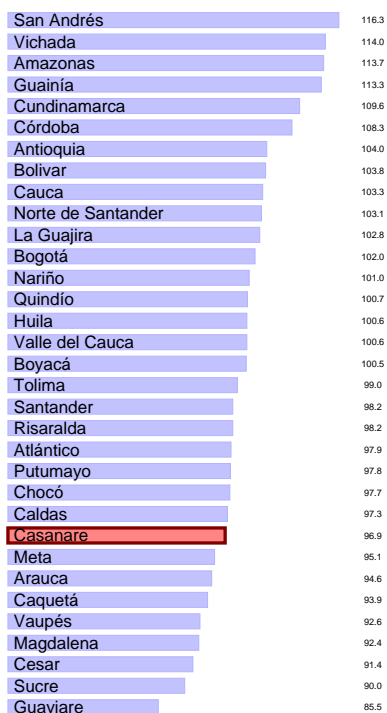 San Andrés 116.3
Vichada 114.0
Amazonas 113.7
Guainía 113.3
Cundinamarca 109.6
Córdoba 108.3
Antioquia 104.0
Bolivar 103.8
Cauca 103.3
Norte de Santander 103.1
La Guajira 102.8
Bogotá 102.0
Nariño 101.0
Quindío 100.7
Huila 100.6
Valle del Cauca 100.6
Boyacá 100.5
Tolima 99.0
Santander 98.2
Risaralda 98.2
Atlántico 97.9
Putumayo 97.8
Chocó 97.7
Caldas 97.3
Casanare 96.9
Meta 95.1
Arauca 94.6
Caquetá 93.9
Vaupés 92.6
Magdalena 92.4
Cesar 91.4
Sucre 90.0
Guaviare 85.5